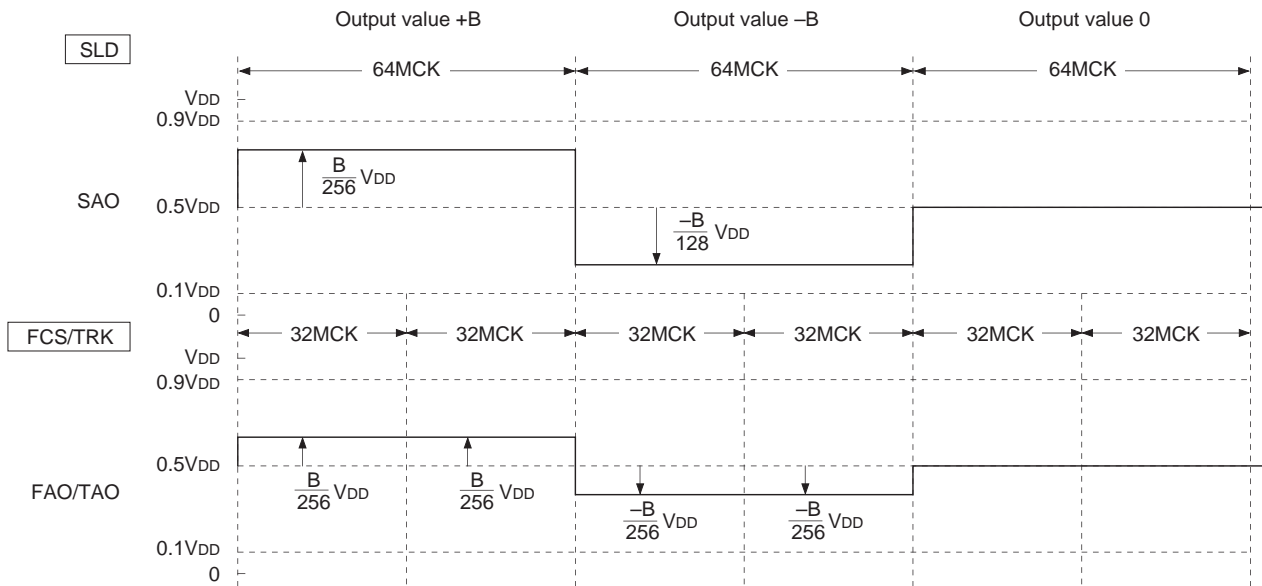 Output value +B Output value –B Output value 0
SLD
64MCK 64MCK 64MCK
VDD
0.9VDD
B/256 VDD
SAO 0.5VDD
–B/128 VDD
0.1VDD
0
FCS/TRK
32MCK 32MCK 32MCK 32MCK 32MCK 32MCK
VDD
0.9VDD
0.5VDD
FAO/TAO
B/256 VDD B/256 VDD –B/256 VDD –B/256 VDD
0.1VDD
0